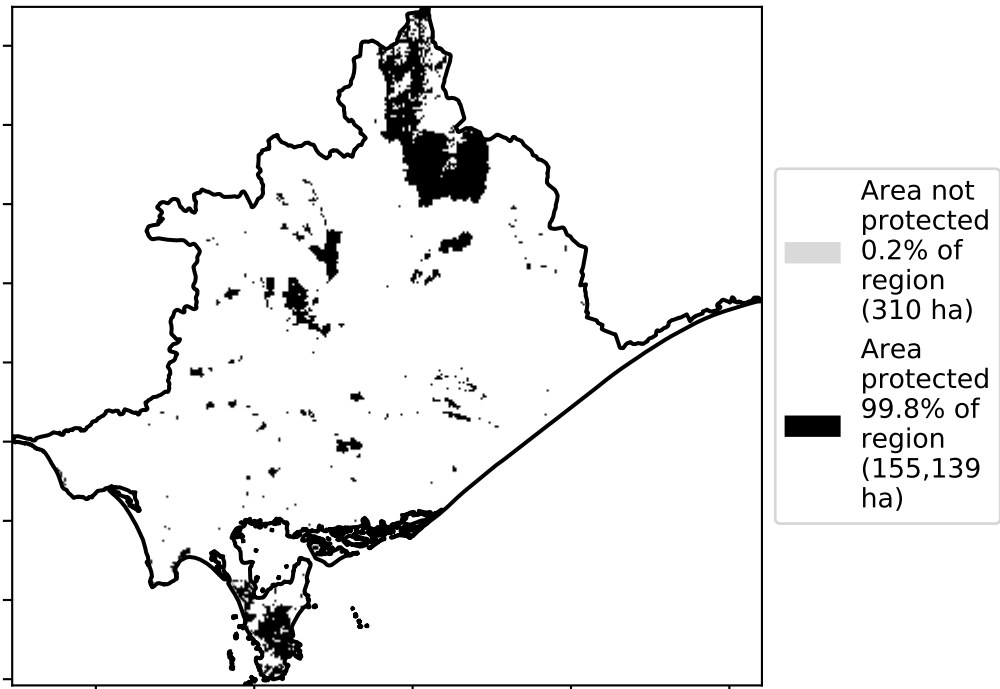 Area not
protected
0.2% of
region
(310 ha)
Area
protected
99.8% of
region
(155,139
ha)